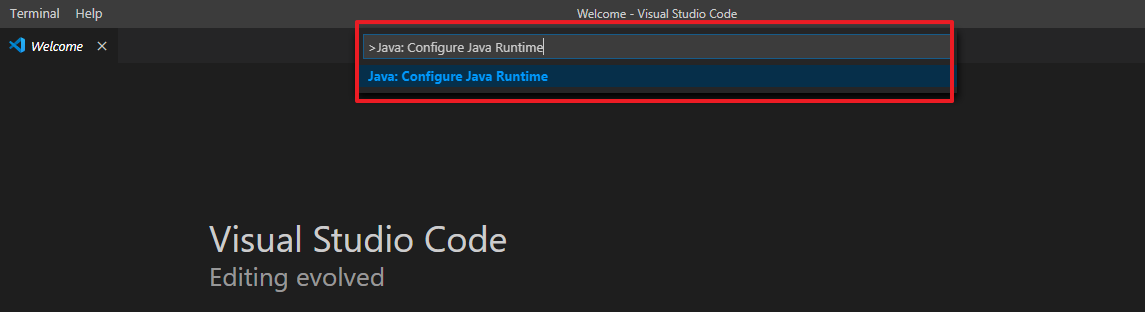 Terminal Help Welcome - Visual Studio Code
Welcome
>Java: Configure Java Runtime
Java: Configure Java Runtime
Visual Studio Code
Editing evolved